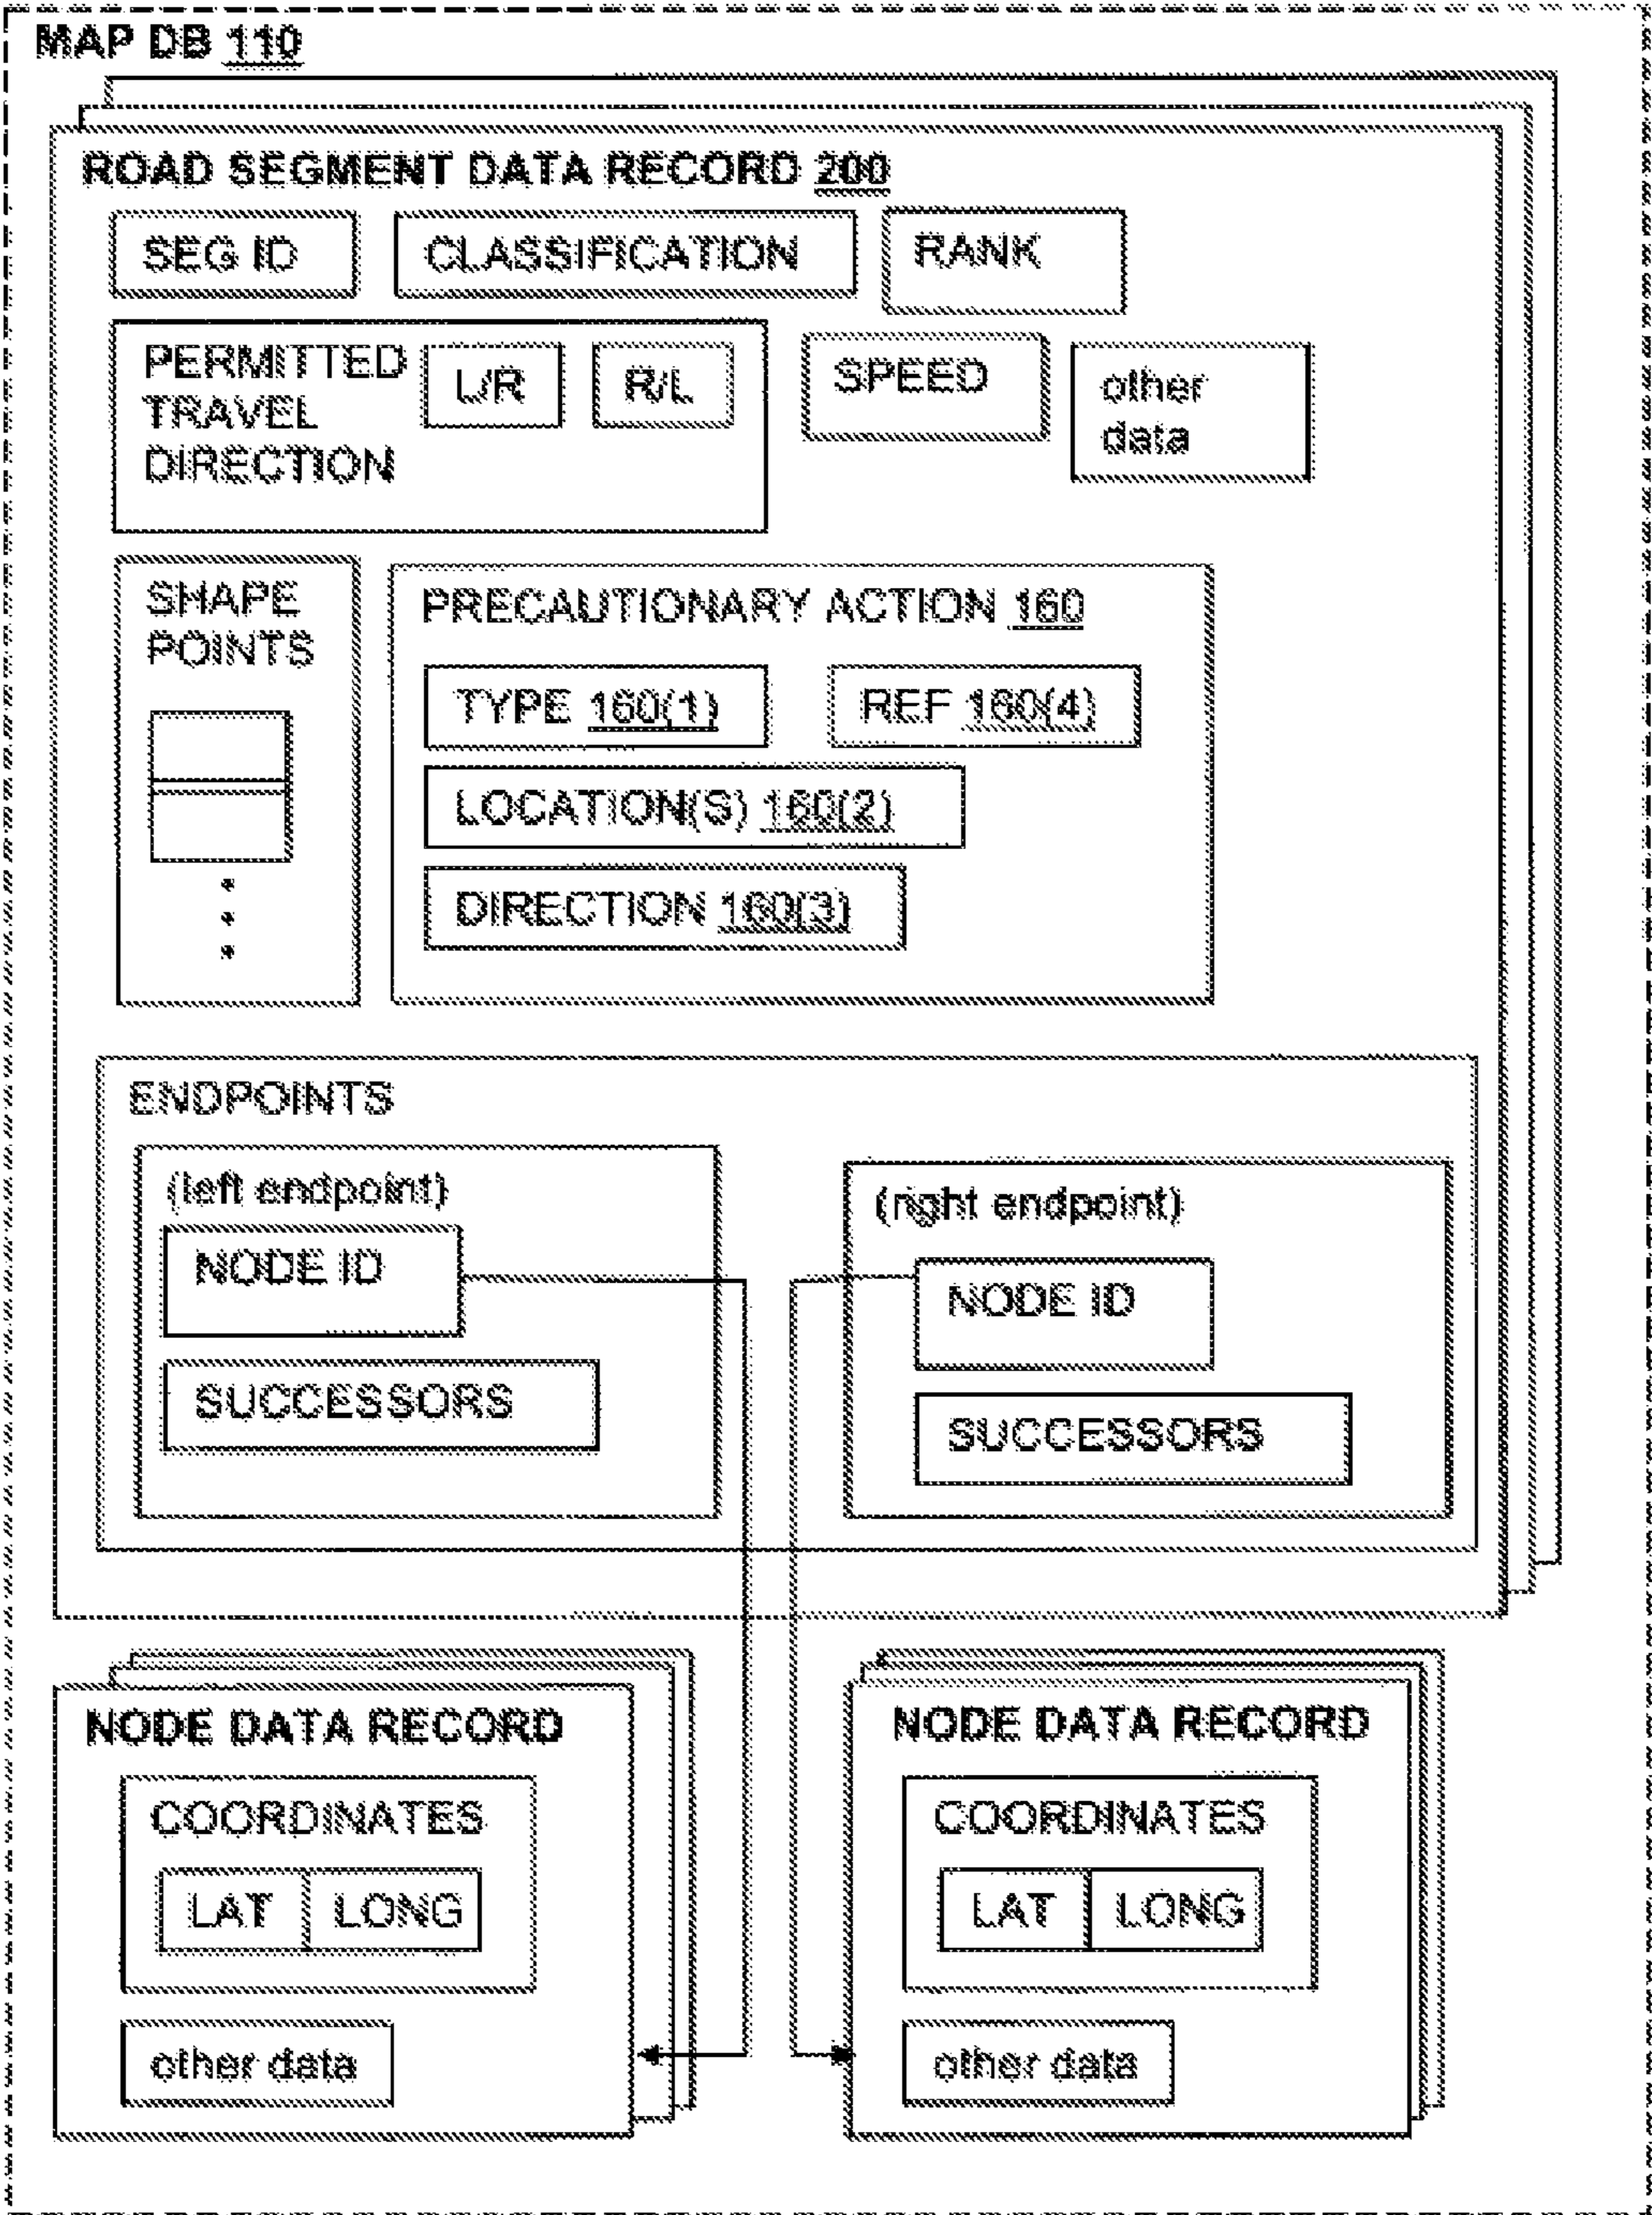 MAP DB 110
ROAD SEGMENT DATA RECORD 200
SEG ID
CLASSIFICATION
RANK
PERMITTED
TRAVEL
DIRECTION
L/R
R/L
SPEED
other
data
SHAPE
POINTS
PRECAUTIONARY ACTION 160
TYPE 160(1)
REF 160(4)
LOCATION(S) 160(2)
DIRECTION 160(3)
ENDPOINTS
(left endpoint)
NODE ID
SUCCESSORS
(right endpoint)
NODE ID
SUCCESSORS
NODE DATA RECORD
COORDINATES
LAT
LONG
other data
NODE DATA RECORD
COORDINATES
LAT
LONG
other data